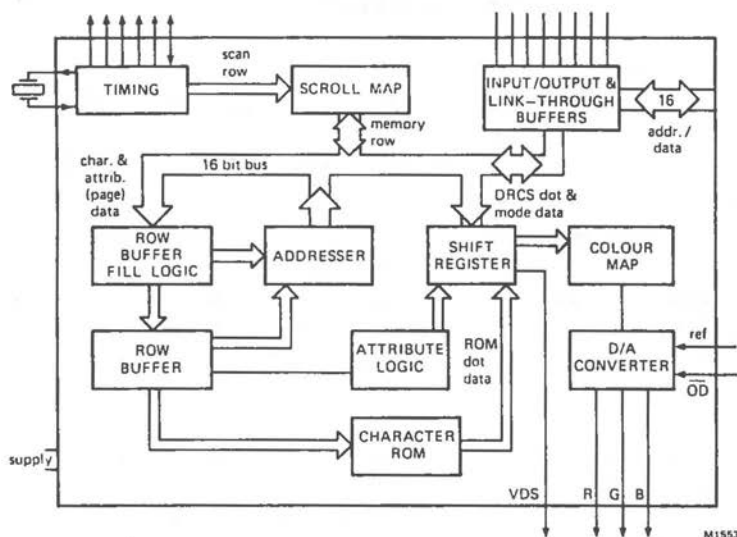 scan
row
TIMING
SCROLL MAP
INPUT/OUTPUT &
LINK-THROUGH
BUFFERS
16
addr./
data
memory
row
char. &
attrib.
(page)
data
16 bit bus
DRCS dot &
mode data
ROW
BUFFER
FILL LOGIC
ADDRESSER
SHIFT
REGISTER
COLOUR
MAP
ROW
BUFFER
ATTRIBUTE
LOGIC
ROM
dot
data
D/A
CONVERTER
ref
OD
CHARACTER
ROM
supply
VDS
R
G
B
M1553